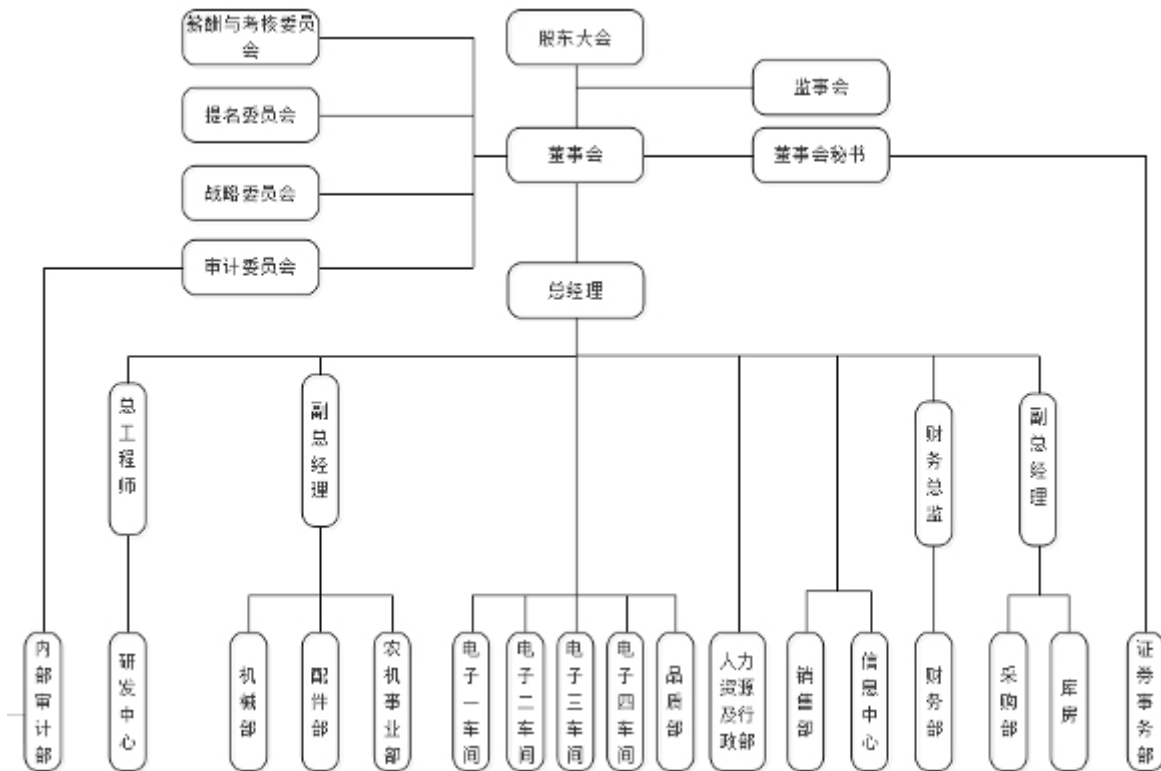 薪酬与考核委员
会
股东大会
监事会
提名委员会
董事会
董事会秘书
战略委员会
审计委员会
总经理
总工程师
副总经理
财务总监
副总经理
内部审计部
研发中心
机械部
配件部
农机事业部
电子一车间
电子二车间
电子三车间
电子四车间
品质部
人力
资源
及行
政部
销售部
信息中心
财务部
采购部
库房
证券事务部